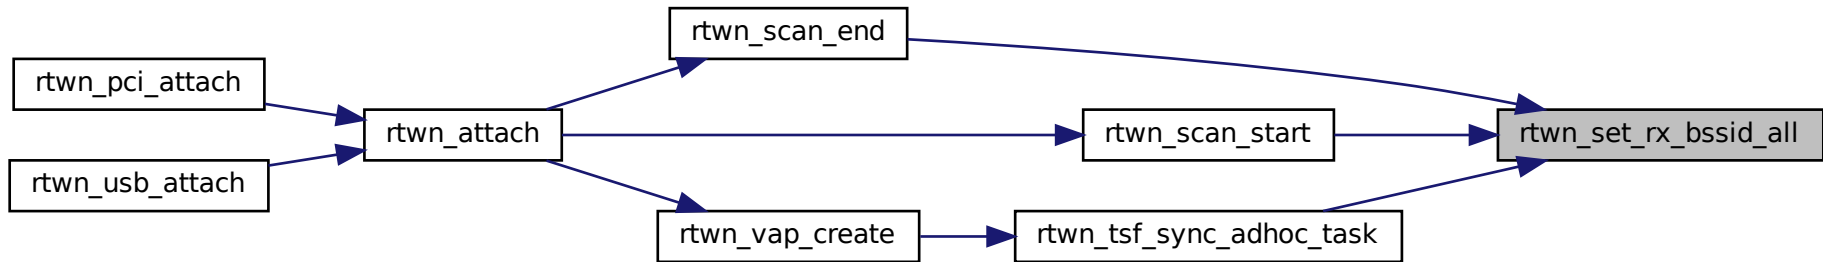 rtwn_scan_end
rtwn_pci_attach
rtwn_attach
rtwn_scan_start
rtwn_set_rx_bssid_all
rtwn_usb_attach
rtwn_vap_create
rtwn_tsf_sync_adhoc_task